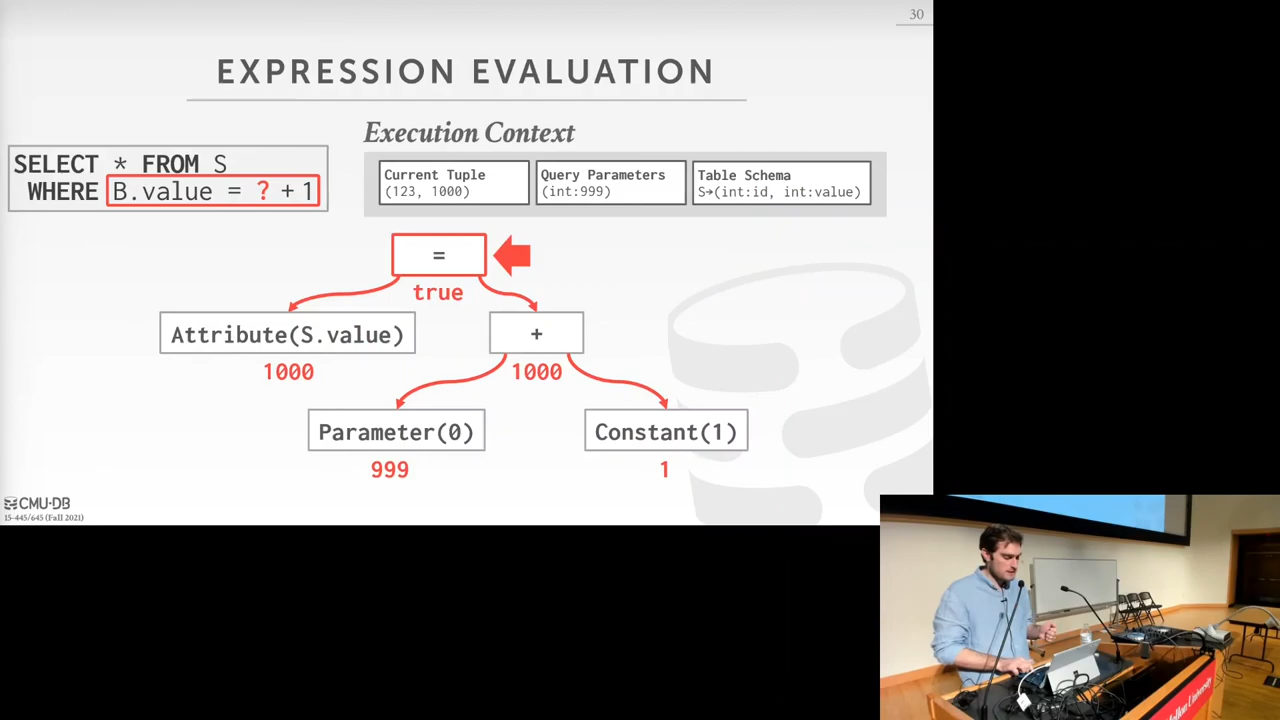 30
EXPRESSION EVALUATION
Execution Context
SELECT * FROM S
WHERE B.value = ? + 1
Current Tuple
(123, 1000)
Query Parameters
(int:999)
Table Schema
S→(int:id, int:value)
=
true
Attribute(S.value)
1000
+
1000
Parameter(0)
999
Constant(1)
1
CMU·DB
15-445/645 (Fall 2021)
Mellon University